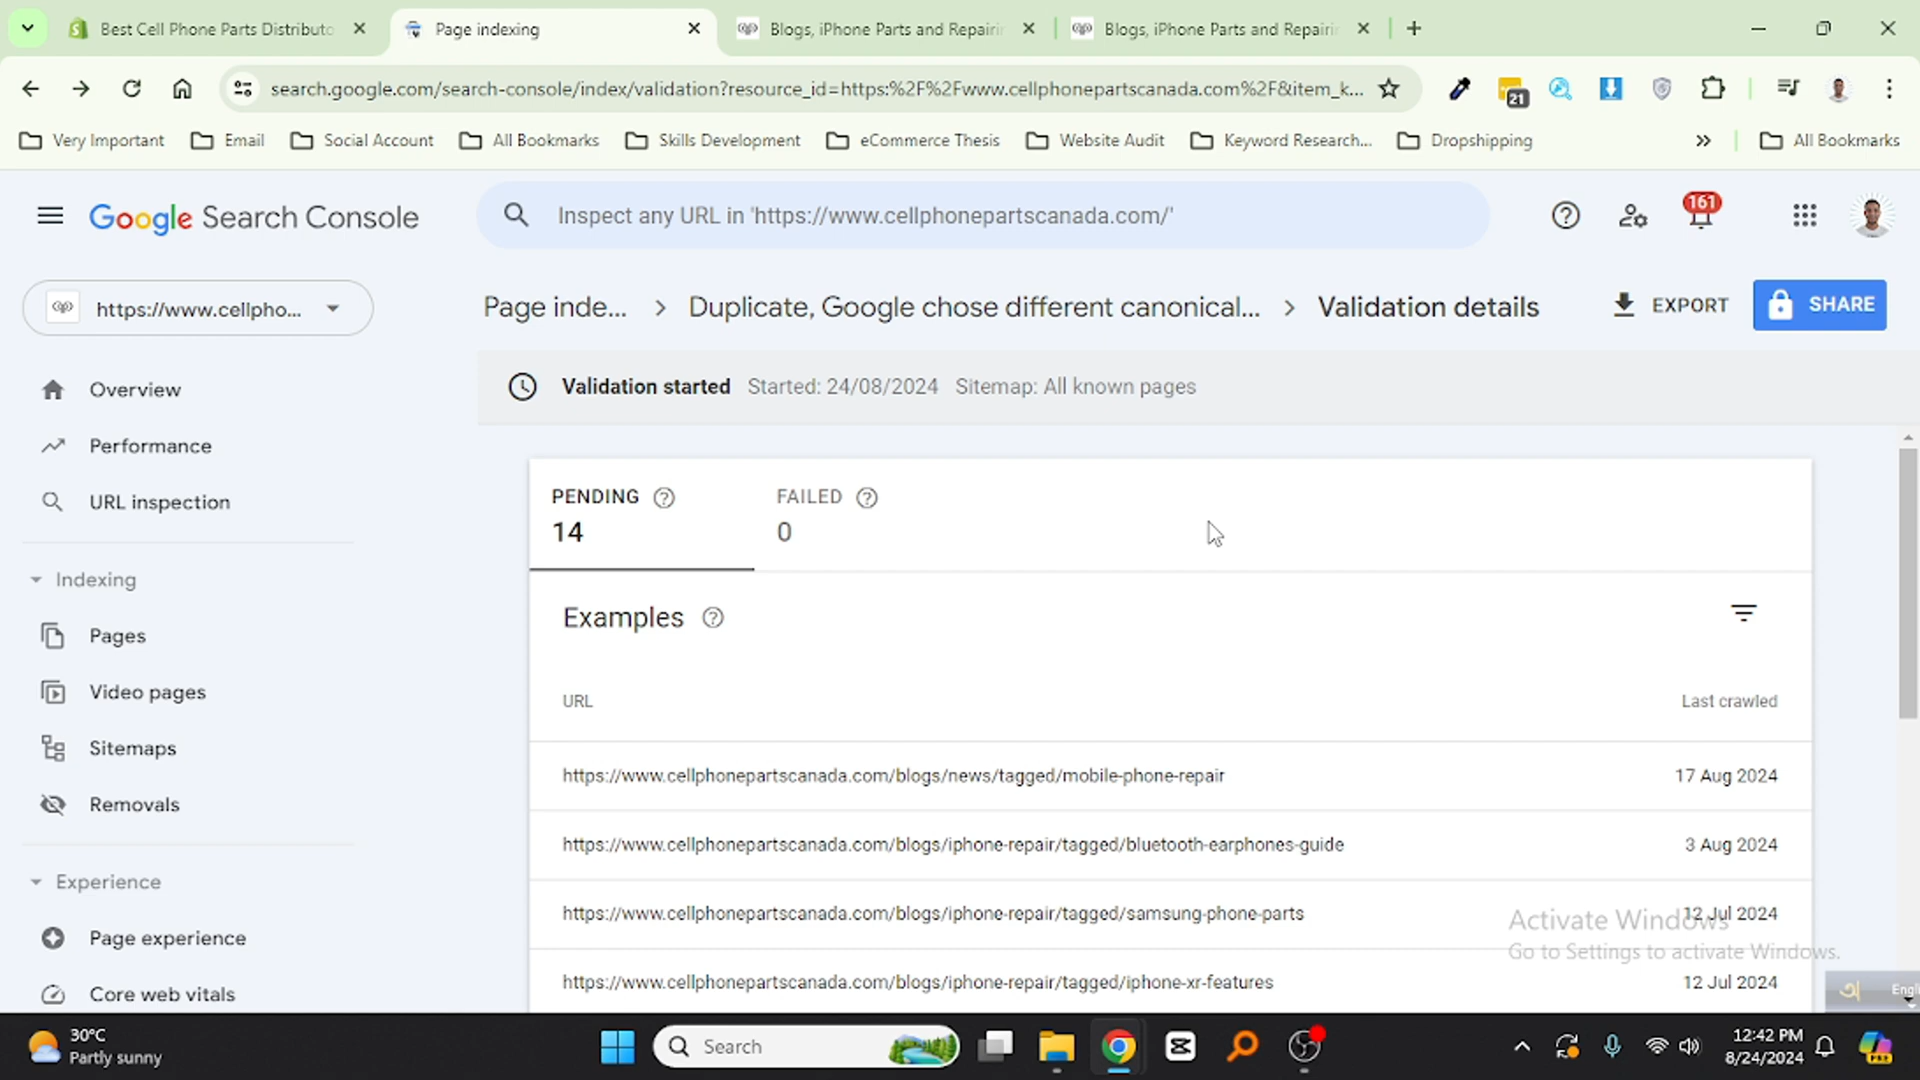 Best Cell Phone Parts Distributo
Page indexing
Blogs, iPhone Parts and Repairin
Blogs, iPhone Parts and Repairin
search.google.com/search-console/index/validation?resource_id=https:%2F%2Fwww.cellphonepartscanada.com%2F&item_k...
21
Very Important
Email
Social Account
All Bookmarks
Skills Development
eCommerce Thesis
Website Audit
Keyword Research...
Dropshipping
All Bookmarks
Google Search Console
Inspect any URL in 'https://www.cellphonepartscanada.com/'
161
https://www.cellpho...
Page inde... > Duplicate, Google chose different canonical... > Validation details
EXPORT
SHARE
Validation started Started: 24/08/2024 Sitemap: All known pages
Overview
Performance
URL inspection
Indexing
Pages
Video pages
Sitemaps
Removals
Experience
Page experience
Core web vitals
PENDING
14
FAILED
0
Examples
URL Last crawled
https://www.cellphonepartscanada.com/blogs/news/tagged/mobile-phone-repair 17 Aug 2024
https://www.cellphonepartscanada.com/blogs/iphone-repair/tagged/bluetooth-earphones-guide 3 Aug 2024
https://www.cellphonepartscanada.com/blogs/iphone-repair/tagged/samsung-phone-parts 12 Jul 2024
https://www.cellphonepartscanada.com/blogs/iphone-repair/tagged/iphone-xr-features 12 Jul 2024
Activate Windows
Go to Settings to activate Windows.
অ Engli
30°C
Partly sunny
Search
12:42 PM
8/24/2024
PRE